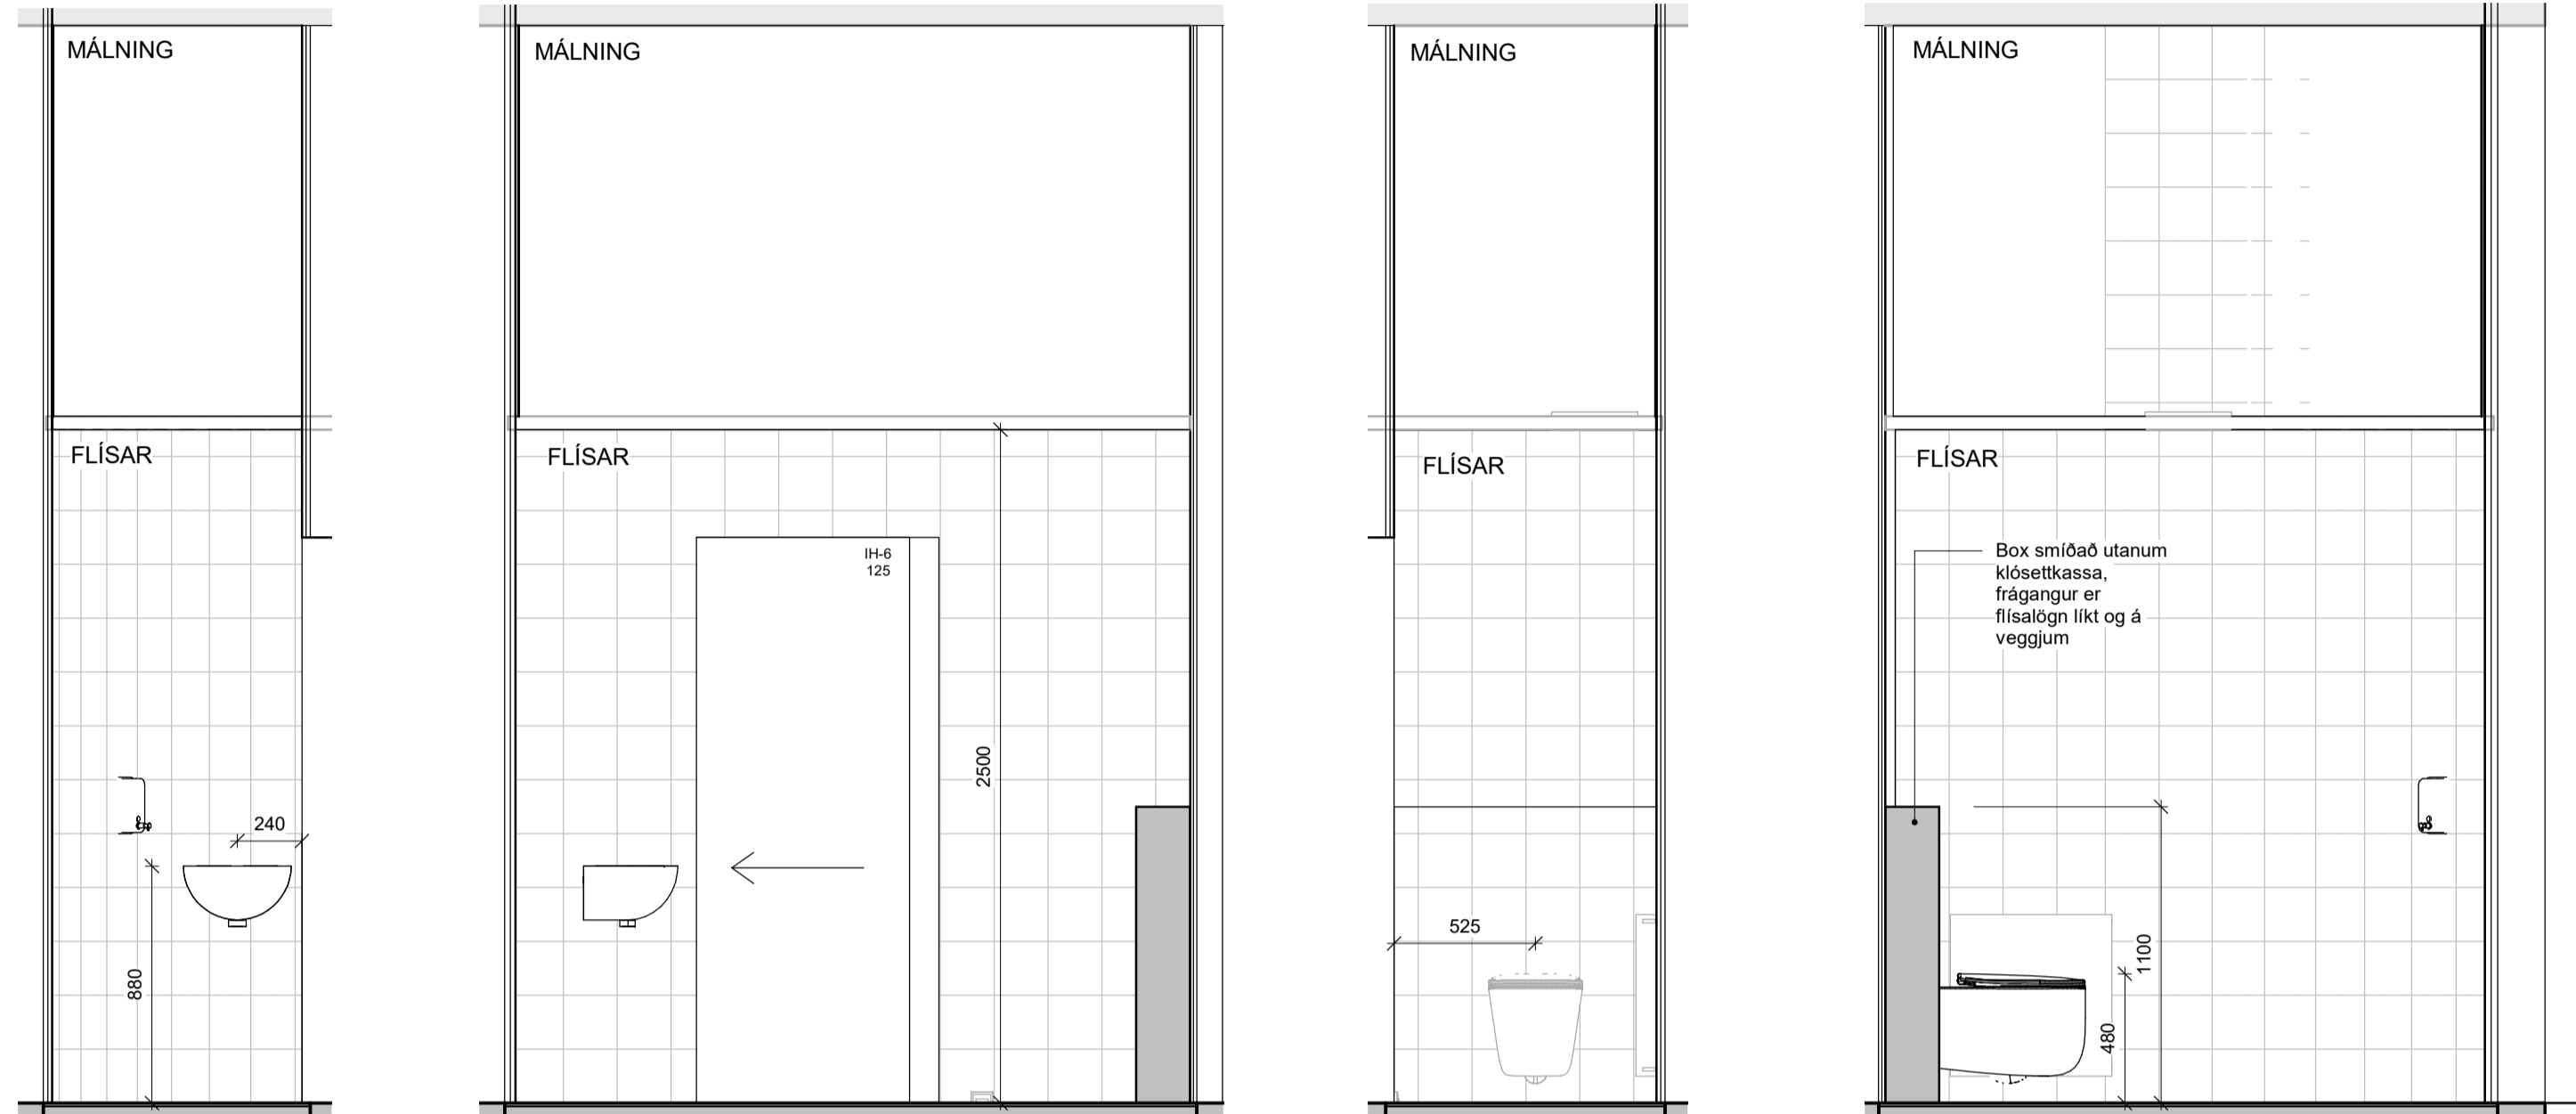 MÁLNING
FLÍSAR
240
880
MÁLNING
FLÍSAR
IH-6
125
2500
MÁLNING
FLÍSAR
525
MÁLNING
FLÍSAR
Box smíðað utanum
klósettkassa,
frágangur er
flísalögn líkt og á
veggjum
1100
480